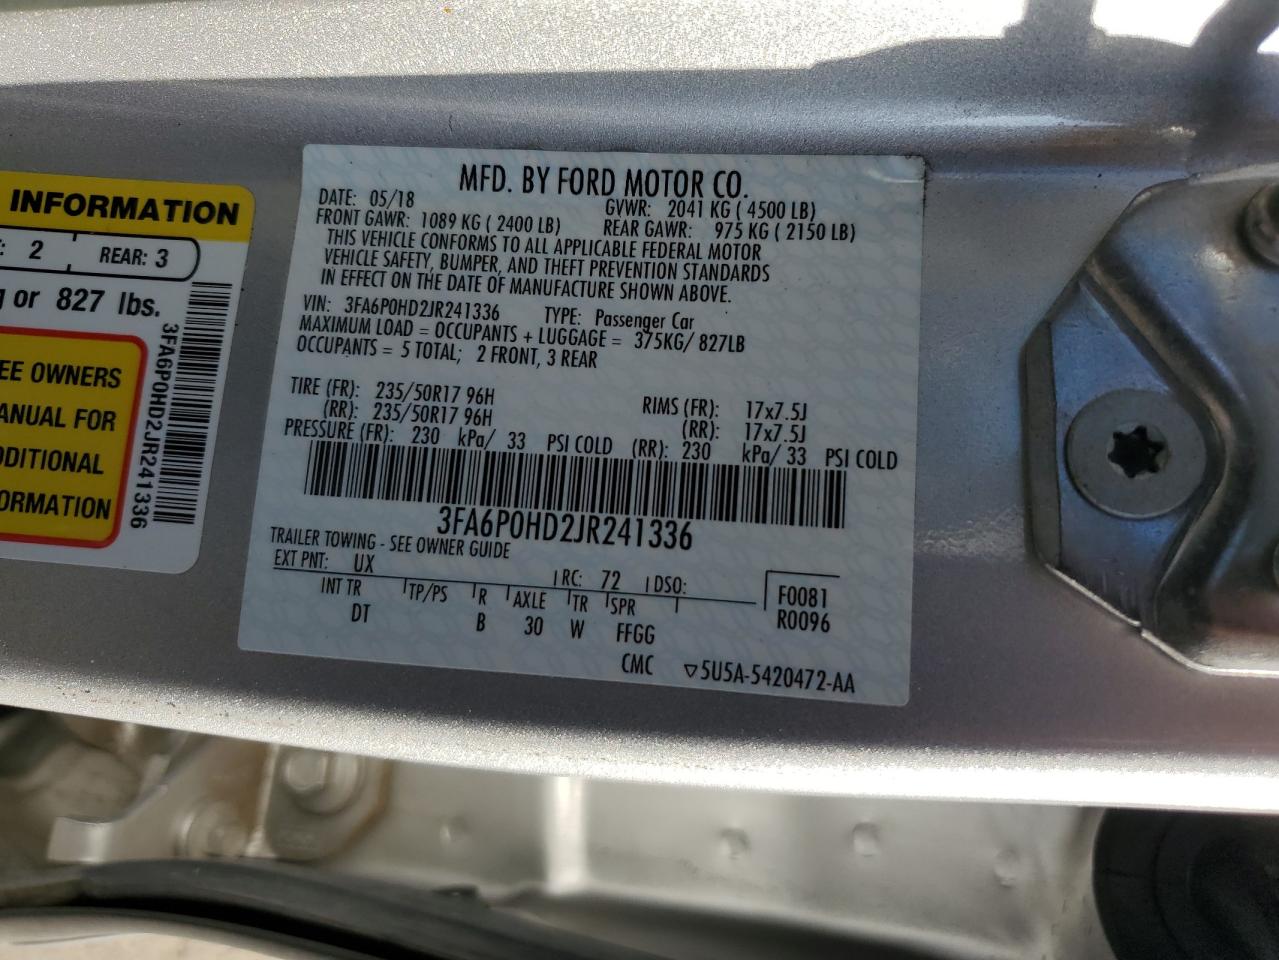 INFORMATION
: 2 REAR: 3
g or 827 lbs.
EE OWNERS
ANUAL FOR
DDITIONAL
FORMATION
3FA6P0HD2JR241336
MFD. BY FORD MOTOR CO.
DATE: 05/18 GVWR: 2041 KG ( 4500 LB)
FRONT GAWR: 1089 KG ( 2400 LB) REAR GAWR: 975 KG ( 2150 LB)
THIS VEHICLE CONFORMS TO ALL APPLICABLE FEDERAL MOTOR
VEHICLE SAFETY, BUMPER, AND THEFT PREVENTION STANDARDS
IN EFFECT ON THE DATE OF MANUFACTURE SHOWN ABOVE.
VIN: 3FA6P0HD2JR241336 TYPE: Passenger Car
MAXIMUM LOAD = OCCUPANTS + LUGGAGE = 375KG/ 827LB
OCCUPANTS = 5 TOTAL; 2 FRONT, 3 REAR
TIRE (FR): 235/50R17 96H RIMS (FR): 17x7.5J
(RR): 235/50R17 96H (RR): 17x7.5J
PRESSURE (FR): 230 kPa/ 33 PSI COLD (RR): 230 kPa/ 33 PSI COLD
3FA6P0HD2JR241336
TRAILER TOWING - SEE OWNER GUIDE
EXT PNT: UX RC: 72 DSO: F0081
INT TR TP/PS R AXLE TR SPR R0096
DT B 30 W FFGG
CMC ▽5U5A-5420472-AA